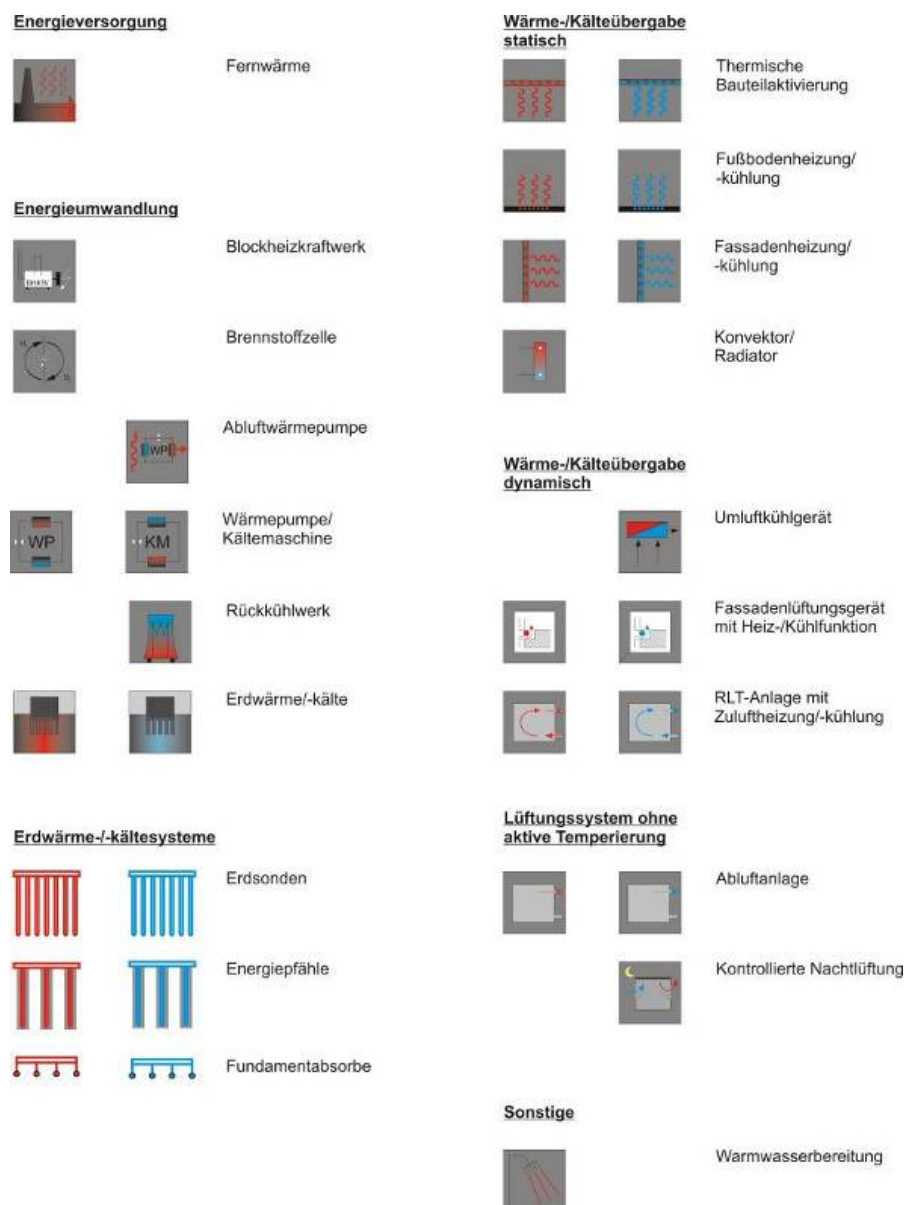 Energieversorgung
Fernwärme
Energieumwandlung
Blockheizkraftwerk
Brennstoffzelle
Abluftwärmepumpe
WP
Wärmepumpe/
Kältemaschine
WP
KM
Rückkühlwerk
Erdwärme/-kälte
Erdwärme-/-kältesysteme
Erdsonden
Energiepfähle
Fundamentabsorbe
Wärme-/Kälteübergabe
statisch
Thermische
Bauteilaktivierung
Fußbodenheizung/
-kühlung
Fassadenheizung/
-kühlung
Konvektor/
Radiator
Wärme-/Kälteübergabe
dynamisch
Umluftkühlgerät
Fassadenlüftungsgerät
mit Heiz-/Kühlfunktion
RLT-Anlage mit
Zuluftheizung/-kühlung
Lüftungssystem ohne
aktive Temperierung
Abluftanlage
Kontrollierte Nachtlüftung
Sonstige
Warmwasserbereitung